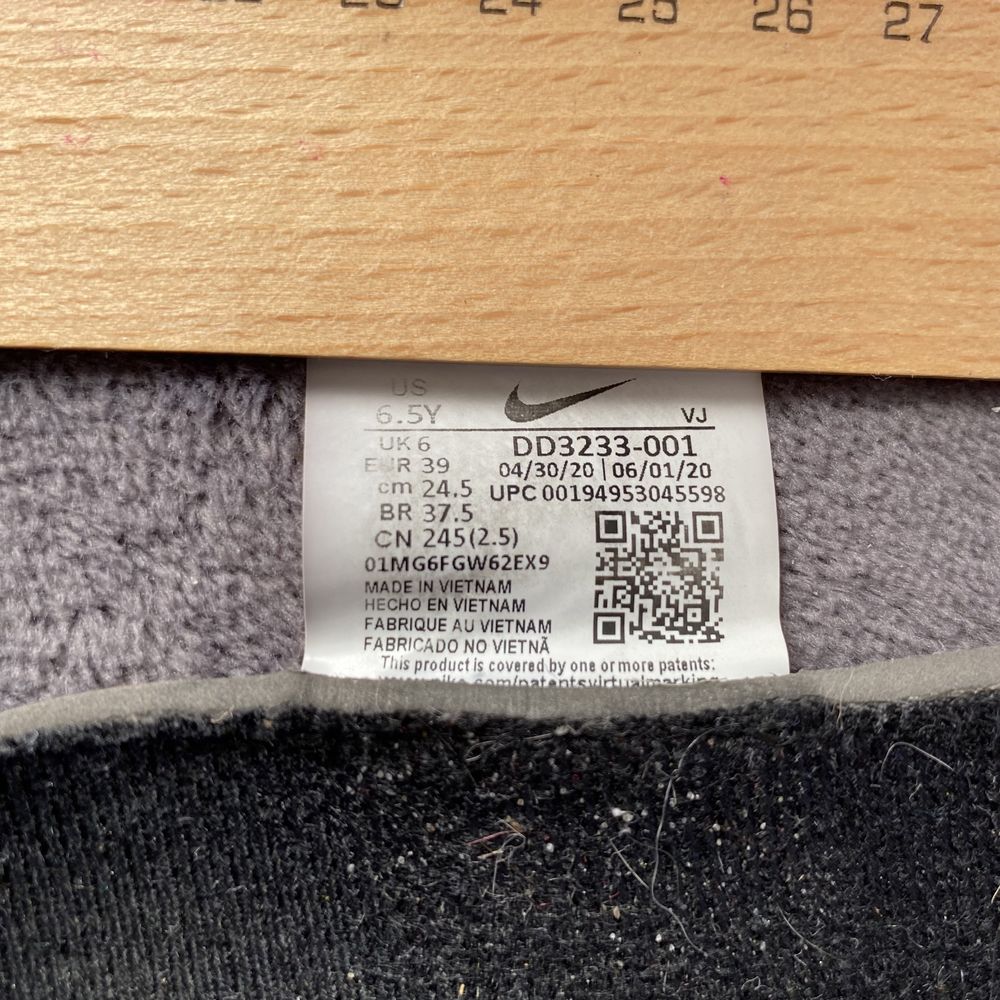 22 23 24 25 26 27
US
6.5Y
VJ
UK 6
DD3233-001
EUR 39
04/30/20 | 06/01/20
cm 24.5
UPC 00194953045598
BR 37.5
CN 245(2.5)
01MG6FGW62EX9
MADE IN VIETNAM
HECHO EN VIETNAM
FABRIQUE AU VIETNAM
FABRICADO NO VIETNÃ
This product is covered by one or more patents: